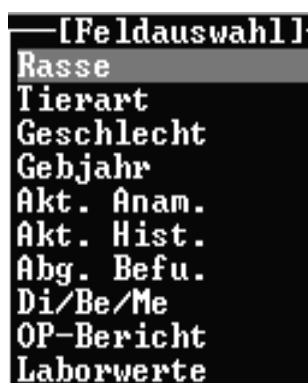 [Feldauswahl]
Rasse
Tierart
Geschlecht
Gebjahr
Akt. Anam.
Akt. Hist.
Abg. Befu.
Di/Be/Me
OP-Bericht
Laborwerte